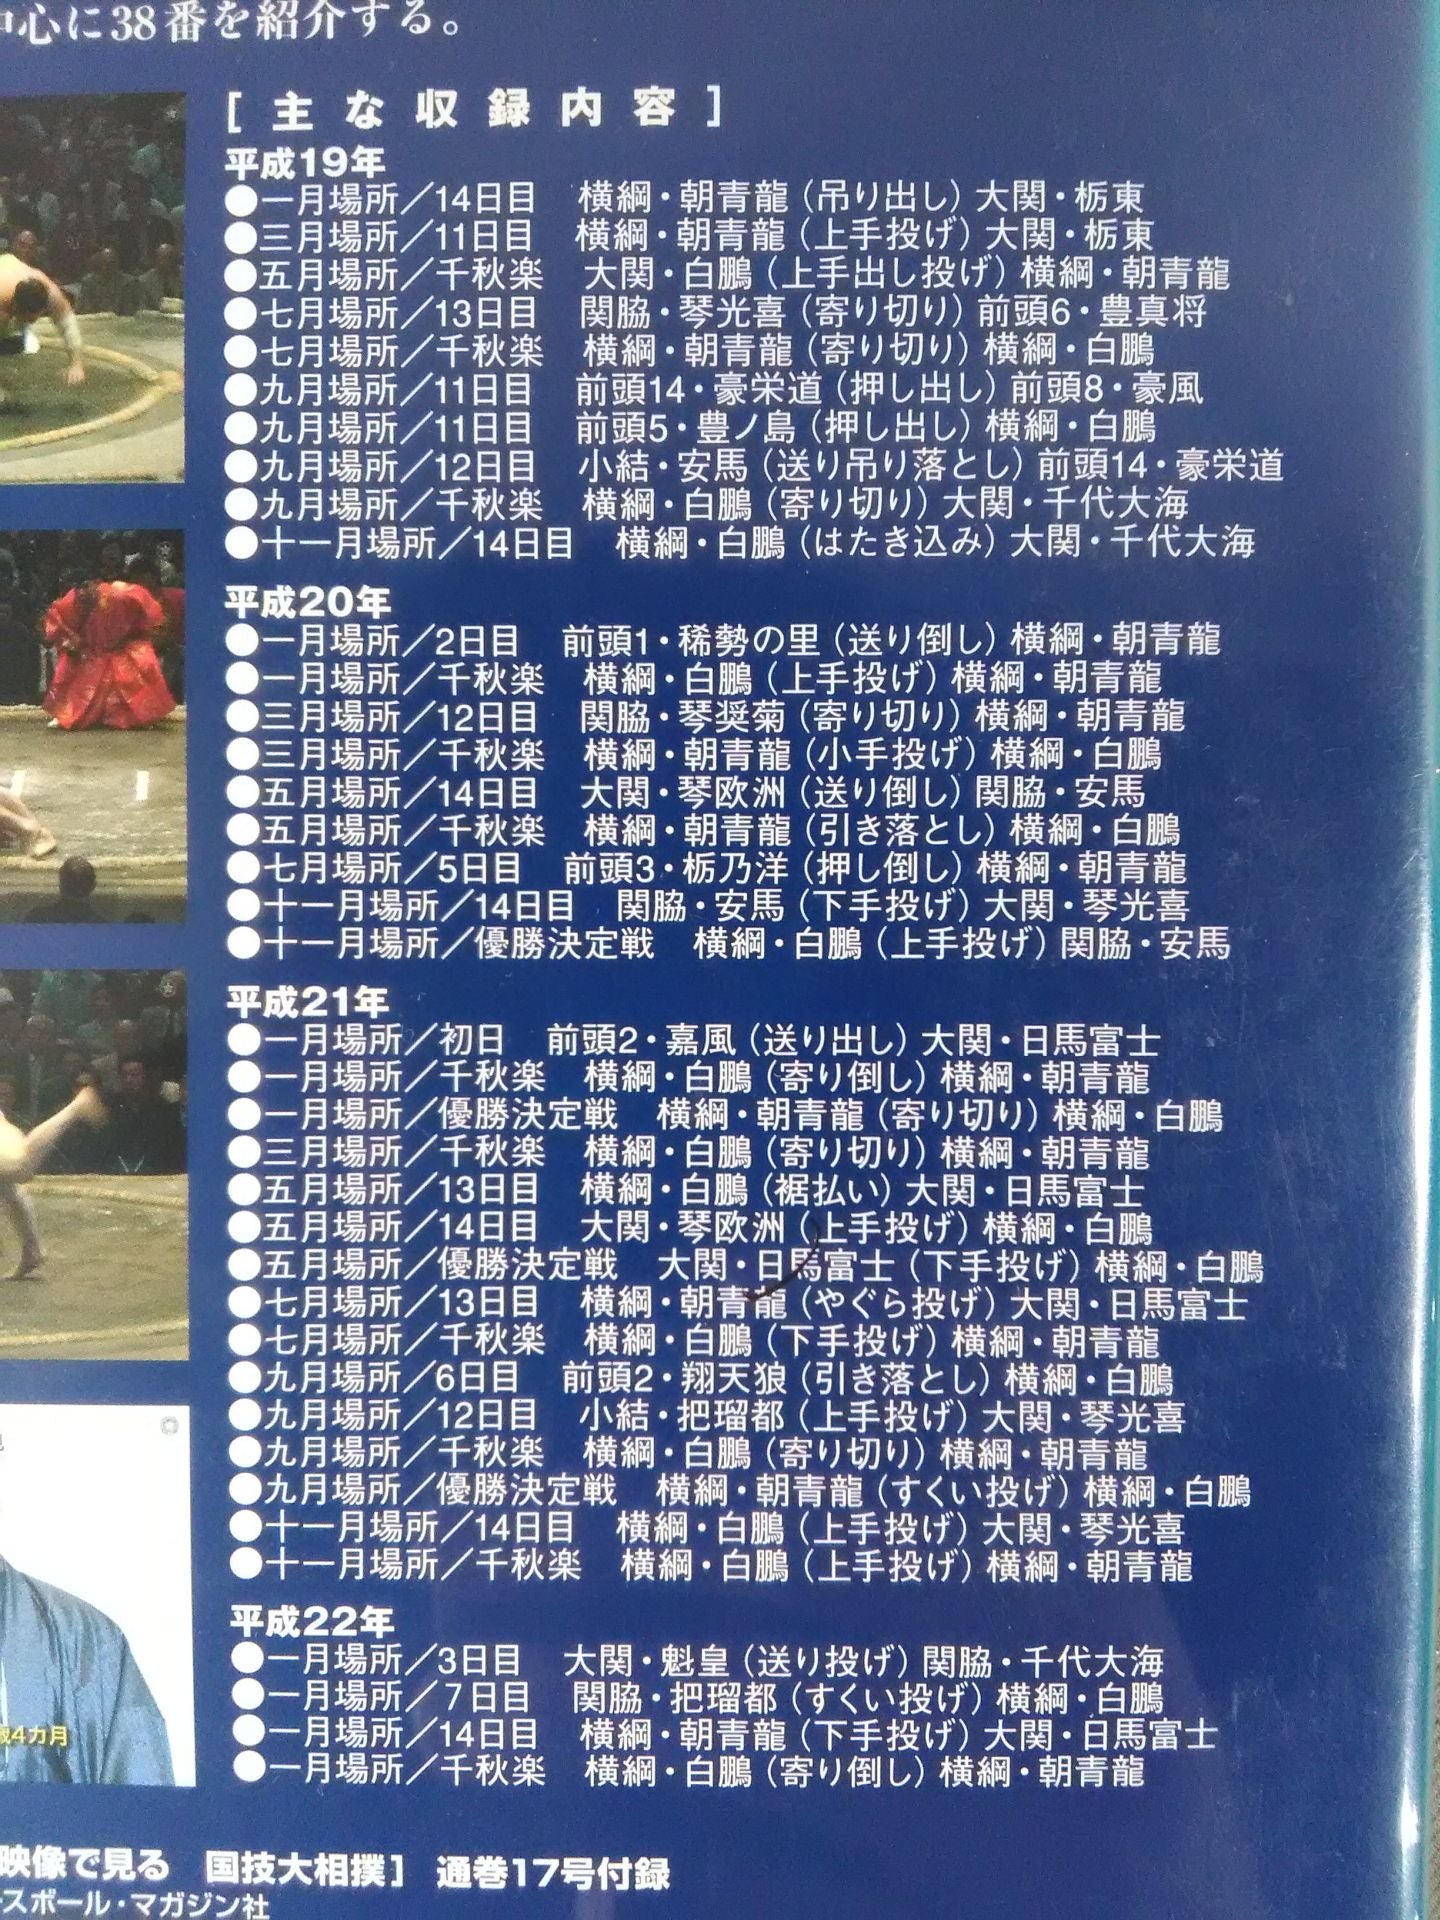 心に38番を紹介する。
[主な収録内容]
平成19年
●一月場所／14日目　横綱・朝青龍（吊り出し）大関・栃東
●三月場所／11日目　横綱・朝青龍（上手投げ）大関・栃東
●五月場所／千秋楽　大関・白鵬（上手出し投げ）横綱・朝青龍
●七月場所／13日目　関脇・琴光喜（寄り切り）前頭6・豊真将
●七月場所／千秋楽　横綱・朝青龍（寄り切り）横綱・白鵬
●九月場所／11日目　前頭14・豪栄道（押し出し）前頭8・豪風
●九月場所／11日目　前頭5・豊ノ島（押し出し）横綱・白鵬
●九月場所／12日目　小結・安馬（送り吊り落とし）前頭14・豪栄道
●九月場所／千秋楽　横綱・白鵬（寄り切り）大関・千代大海
●十一月場所／14日目　横綱・白鵬（はたき込み）大関・千代大海
平成20年
●一月場所／2日目　前頭1・稀勢の里（送り倒し）横綱・朝青龍
●一月場所／千秋楽　横綱・白鵬（上手投げ）横綱・朝青龍
●三月場所／12日目　関脇・琴奨菊（寄り切り）横綱・朝青龍
●三月場所／千秋楽　横綱・朝青龍（小手投げ）横綱・白鵬
●五月場所／14日目　大関・琴欧洲（送り倒し）関脇・安馬
●五月場所／千秋楽　横綱・朝青龍（引き落とし）横綱・白鵬
●七月場所／5日目　前頭3・栃乃洋（押し倒し）横綱・朝青龍
●十一月場所／14日目　関脇・安馬（下手投げ）大関・琴光喜
●十一月場所／優勝決定戦　横綱・白鵬（上手投げ）関脇・安馬
平成21年
●一月場所／初日　前頭2・嘉風（送り出し）大関・日馬富士
●一月場所／千秋楽　横綱・白鵬（寄り倒し）横綱・朝青龍
●一月場所／優勝決定戦　横綱・朝青龍（寄り切り）横綱・白鵬
●三月場所／千秋楽　横綱・白鵬（寄り切り）横綱・朝青龍
●五月場所／13日目　横綱・白鵬（裾払い）大関・日馬富士
●五月場所／14日目　大関・琴欧洲（上手投げ）横綱・白鵬
●五月場所／優勝決定戦　大関・日馬富士（下手投げ）横綱・白鵬
●七月場所／13日目　横綱・朝青龍（やぐら投げ）大関・日馬富士
●七月場所／千秋楽　横綱・白鵬（下手投げ）横綱・朝青龍
●九月場所／6日目　前頭2・翔天狼（引き落とし）横綱・白鵬
●九月場所／12日目　小結・把瑠都（上手投げ）大関・琴光喜
●九月場所／千秋楽　横綱・白鵬（寄り切り）横綱・朝青龍
●九月場所／優勝決定戦　横綱・朝青龍（すくい投げ）横綱・白鵬
●十一月場所／14日目　横綱・白鵬（上手投げ）大関・琴光喜
●十一月場所／千秋楽　横綱・白鵬（上手投げ）横綱・朝青龍
平成22年
●一月場所／3日目　大関・魁皇（送り投げ）関脇・千代大海
●一月場所／7日目　関脇・把瑠都（すくい投げ）横綱・白鵬
●一月場所／14日目　横綱・朝青龍（下手投げ）大関・日馬富士
●一月場所／千秋楽　横綱・白鵬（寄り倒し）横綱・朝青龍
歳4カ月
映像で見る　国技大相撲］　通巻17号付録
スボール・マガジン社